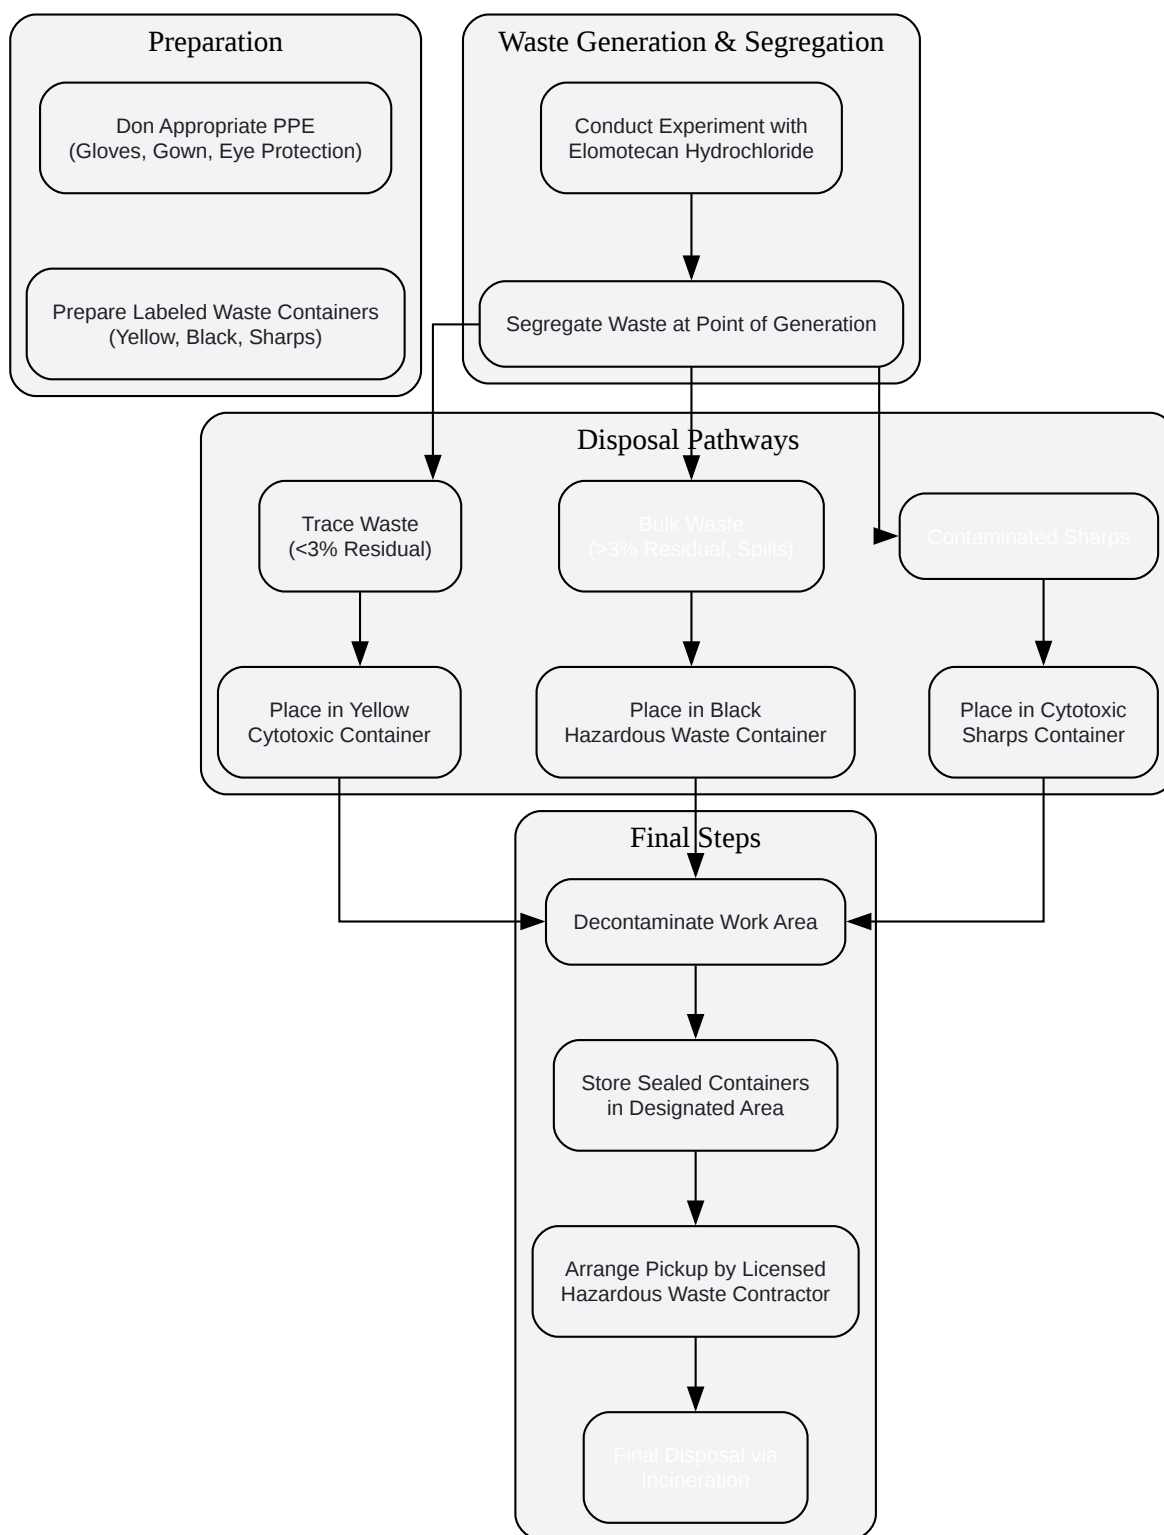 Preparation
Don Appropriate PPE
(Gloves, Gown, Eye Protection)
Prepare Labeled Waste Containers
(Yellow, Black, Sharps)
Waste Generation & Segregation
Conduct Experiment with
Elomotecan Hydrochloride
Segregate Waste at Point of Generation
Disposal Pathways
Trace Waste
(<3% Residual)
Bulk Waste
(>3% Residual, Spills)
Contaminated Sharps
Place in Yellow
Cytotoxic Container
Place in Black
Hazardous Waste Container
Place in Cytotoxic
Sharps Container
Final Steps
Decontaminate Work Area
Store Sealed Containers
in Designated Area
Arrange Pickup by Licensed
Hazardous Waste Contractor
Final Disposal via
Incineration